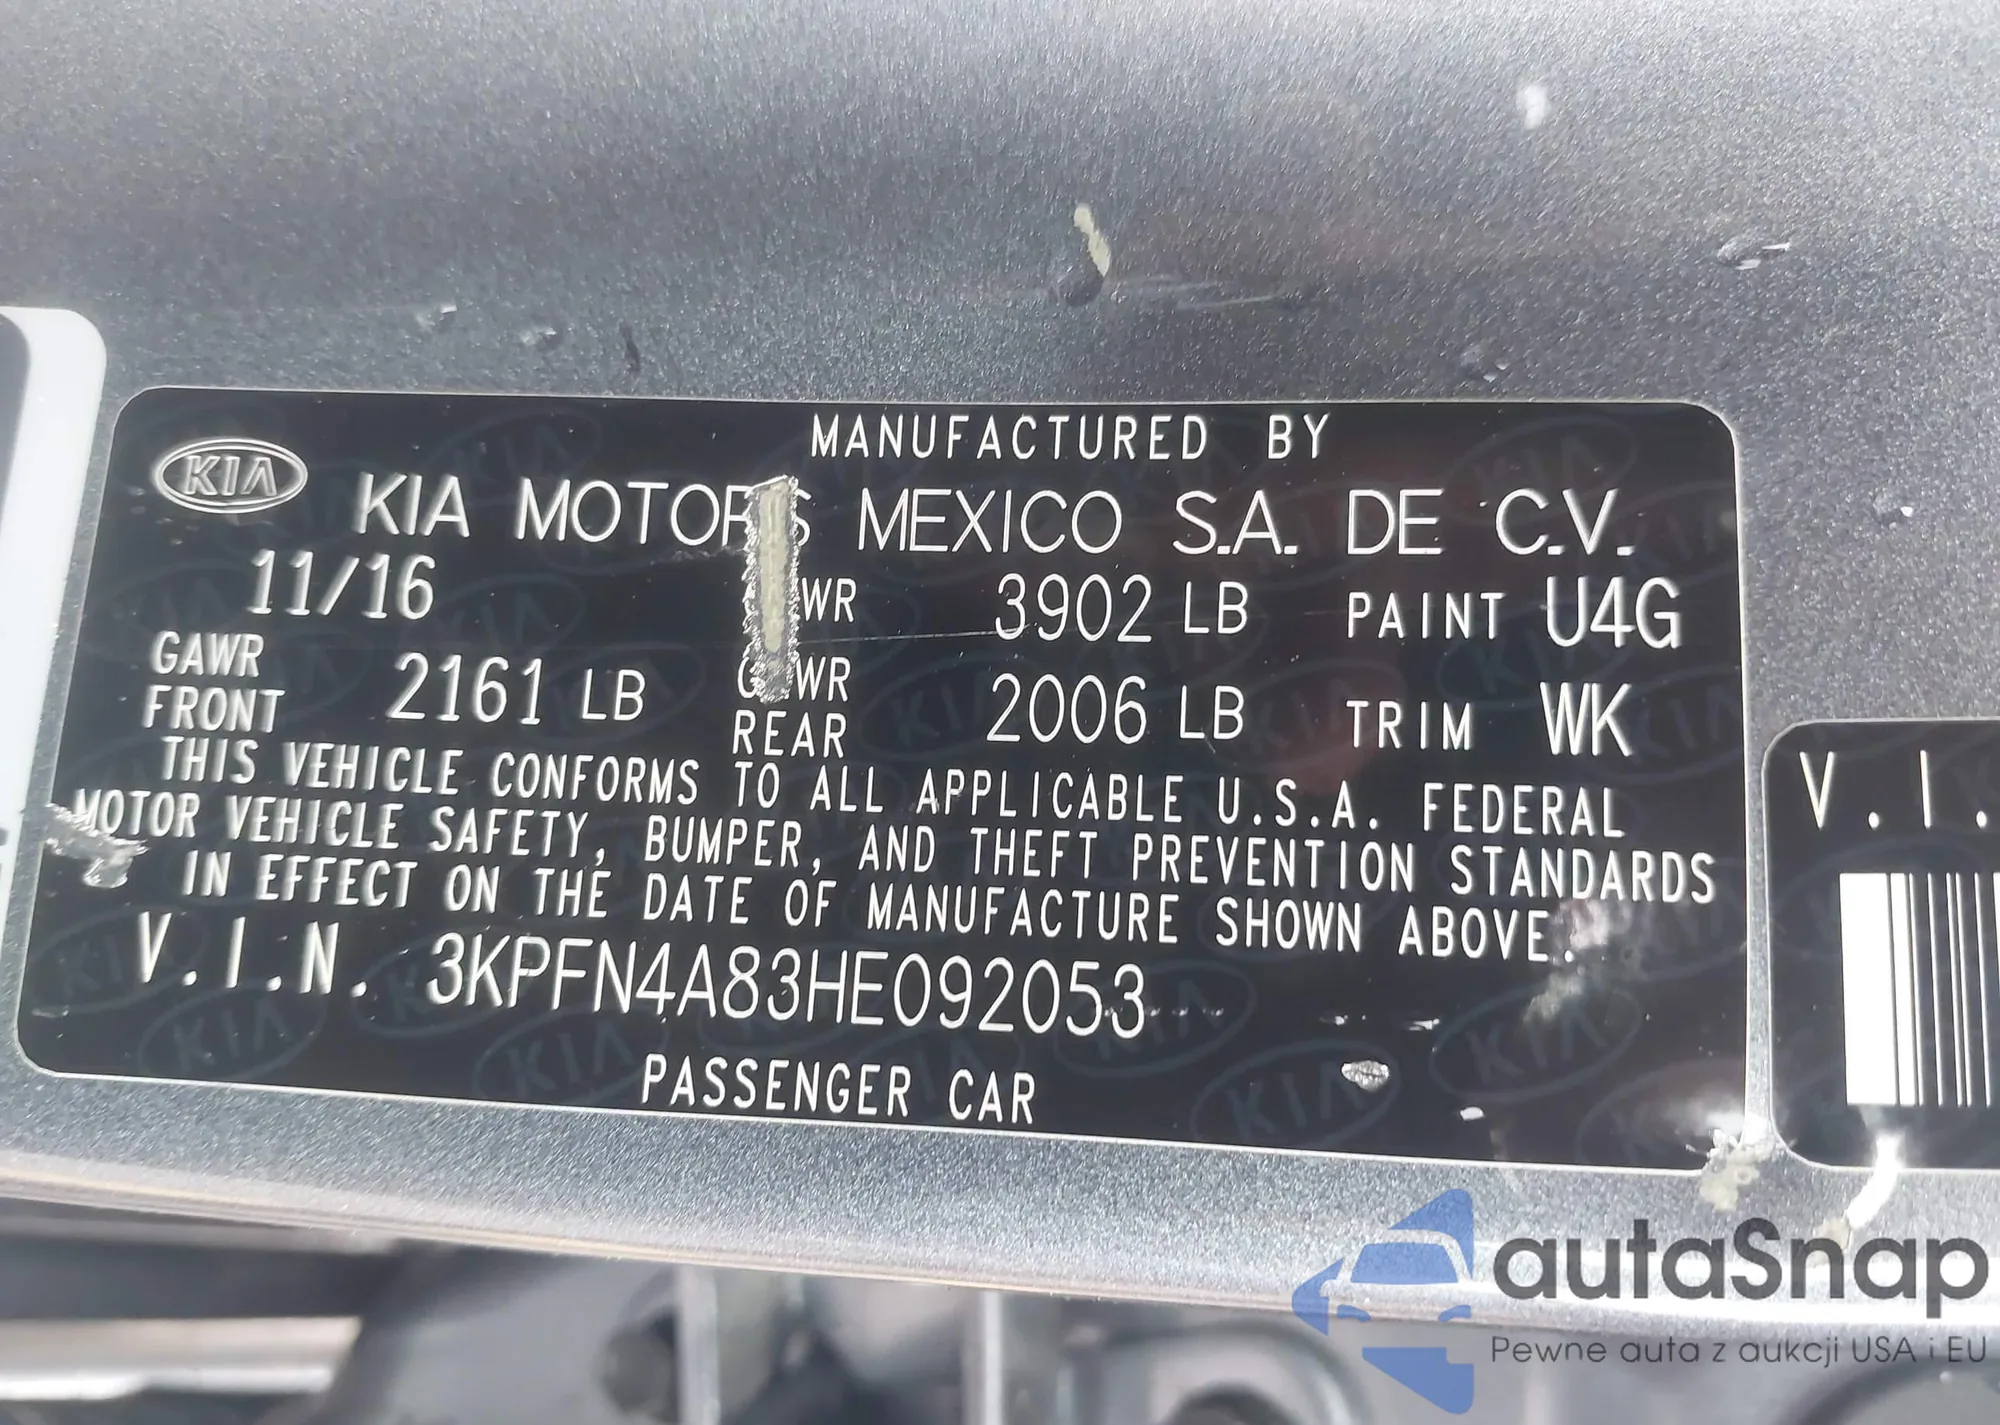 MANUFACTURED BY
KIA KIA MOTORS MEXICO S.A. DE C.V.
11/16 WR 3902 LB PAINT U4G
GAWR FRONT 2161 LB GAWR REAR 2006 LB TRIM WK
THIS VEHICLE CONFORMS TO ALL APPLICABLE U.S.A. FEDERAL
MOTOR VEHICLE SAFETY, BUMPER, AND THEFT PREVENTION STANDARDS
IN EFFECT ON THE DATE OF MANUFACTURE SHOWN ABOVE.
V.I.N. 3KPFN4A83HE092053
PASSENGER CAR
V.I.
autaSnap
Pewne auta z aukcji USA i EU